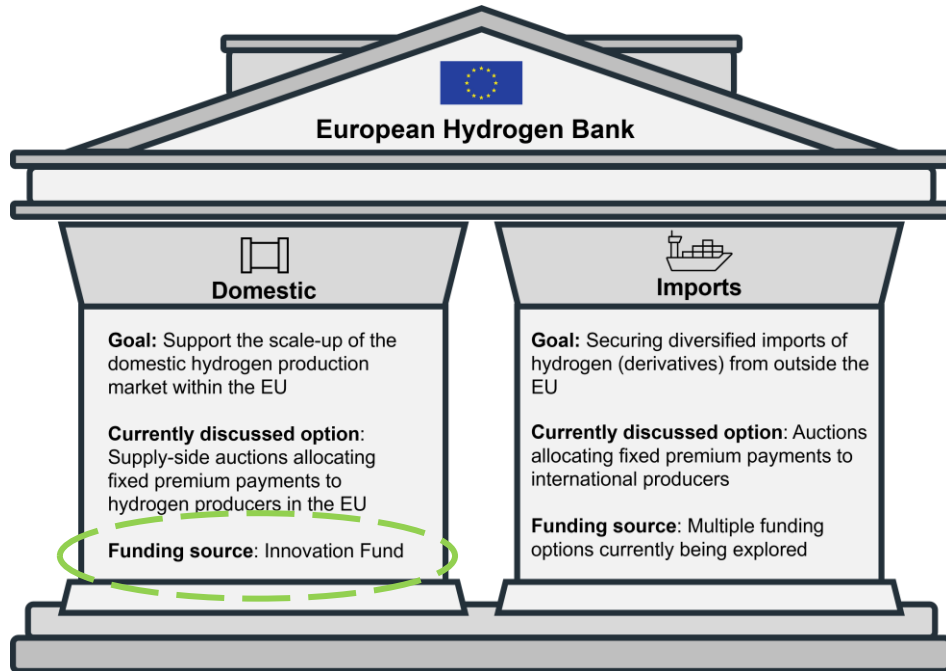 European Hydrogen Bank
Domestic
Goal: Support the scale-up of the
domestic hydrogen production
market within the EU
Currently discussed option:
Supply-side auctions allocating
fixed premium payments to
hydrogen producers in the EU
Funding source: Innovation Fund
Imports
Goal: Securing diversified imports of
hydrogen (derivatives) from outside the
EU
Currently discussed option: Auctions
allocating fixed premium payments to
international producers
Funding source: Multiple funding
options currently being explored